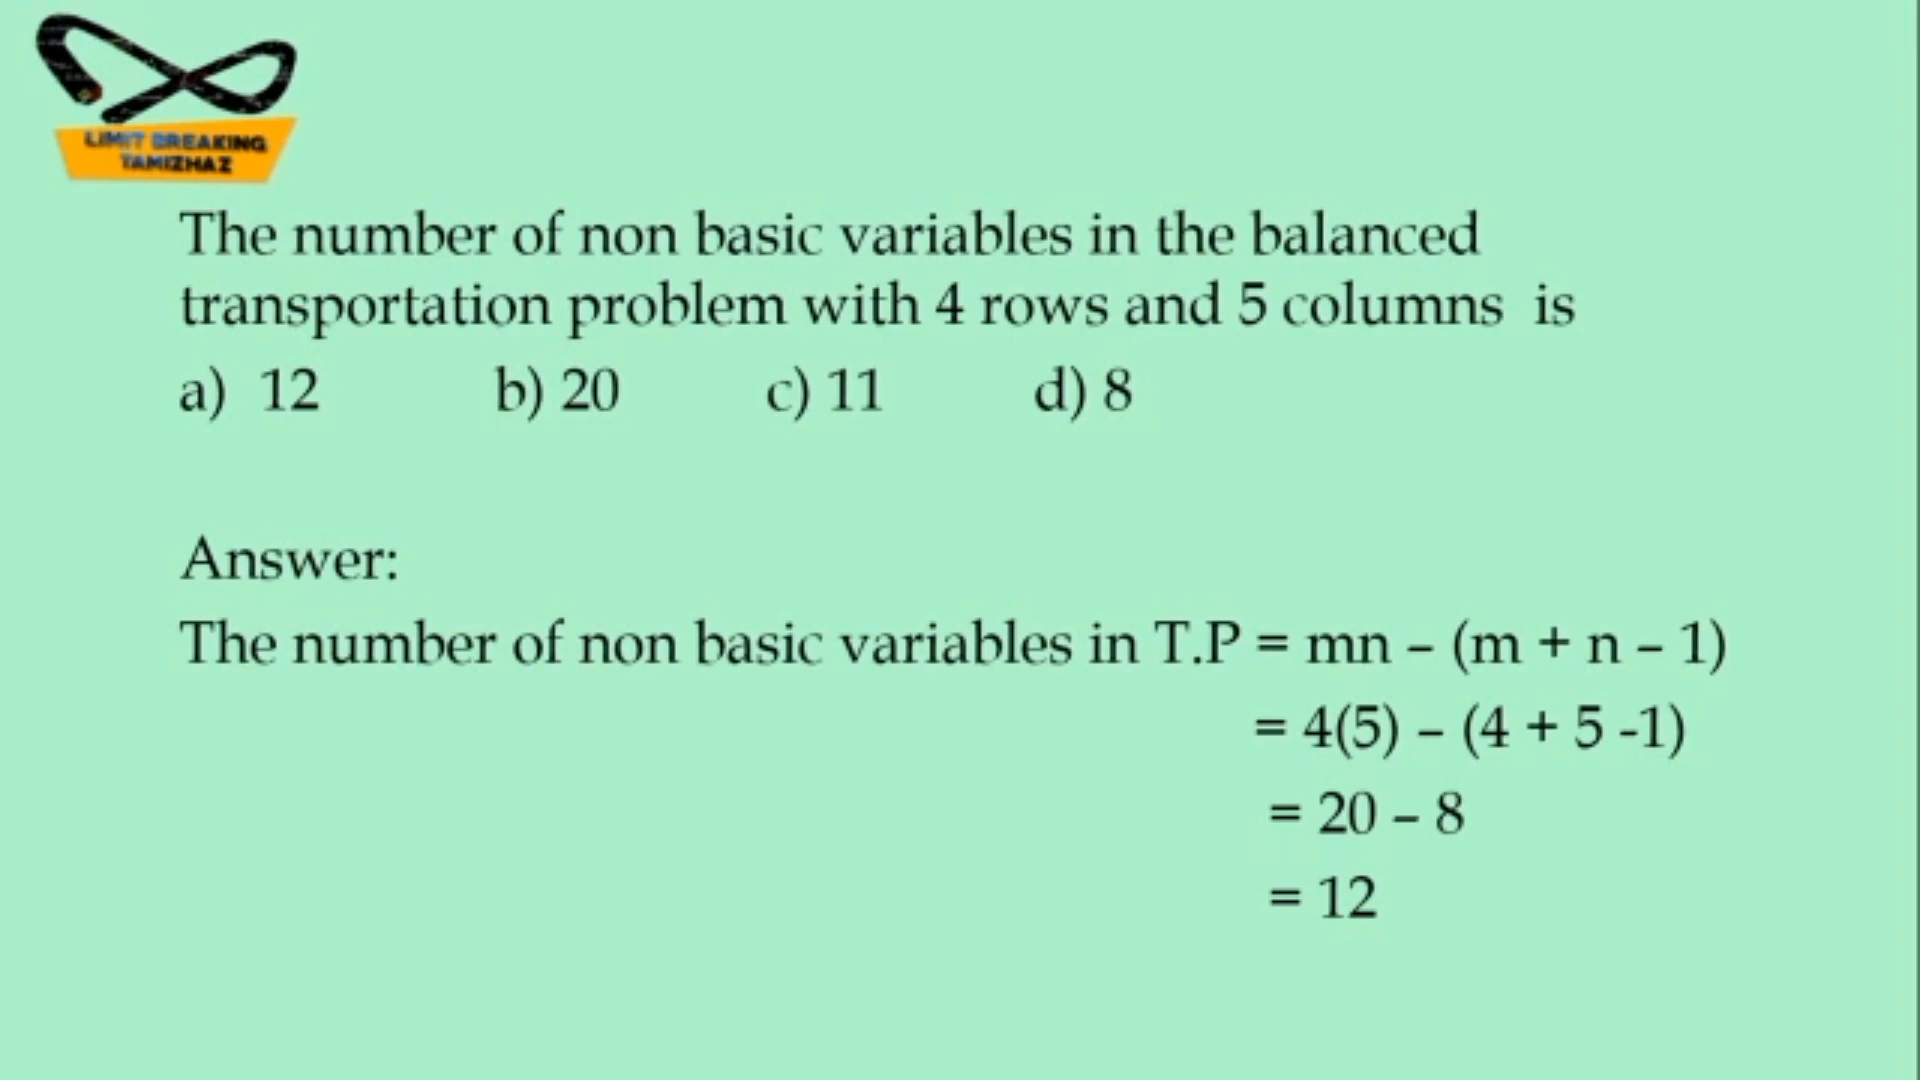 LIMIT BREAKING
TAMIZHAZ
The number of non basic variables in the balanced
transportation problem with 4 rows and 5 columns is
a) 12 b) 20 c) 11 d) 8
Answer:
The number of non basic variables in T.P = mn – (m + n – 1)
= 4(5) – (4 + 5 -1)
= 20 – 8
= 12